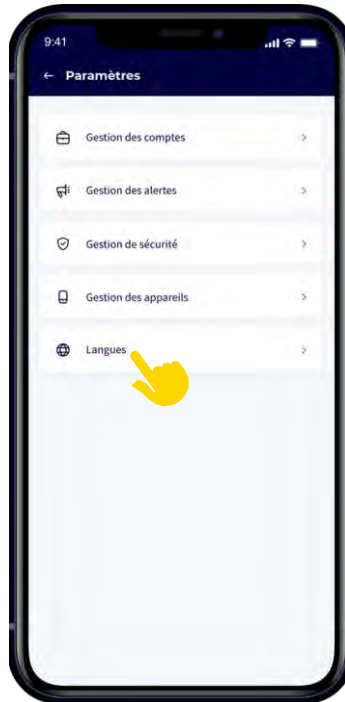 9:41
← Paramètres
Gestion des comptes
Gestion des alertes
Gestion de sécurité
Gestion des appareils
Langues